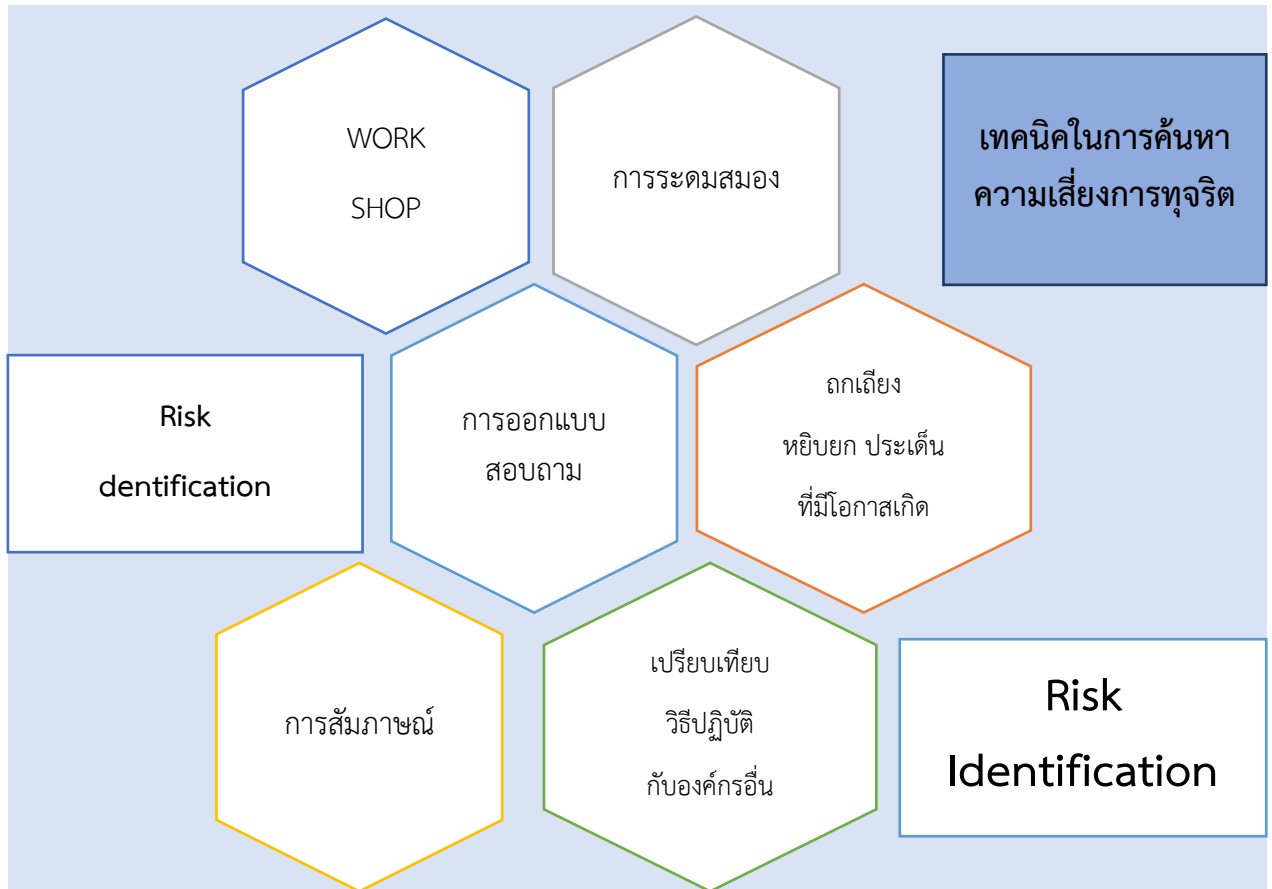 WORK
SHOP
การระดมสมอง
เทคนิคในการค้นหา
ความเสี่ยงการทุจริต
Risk
dentification
การออกแบบ
สอบถาม
ถกเถียง
หยิบยก ประเด็น
ที่มีโอกาสเกิด
การสัมภาษณ์
เปรียบเทียบ
วิธีปฏิบัติ
กับองค์กรอื่น
Risk
Identification